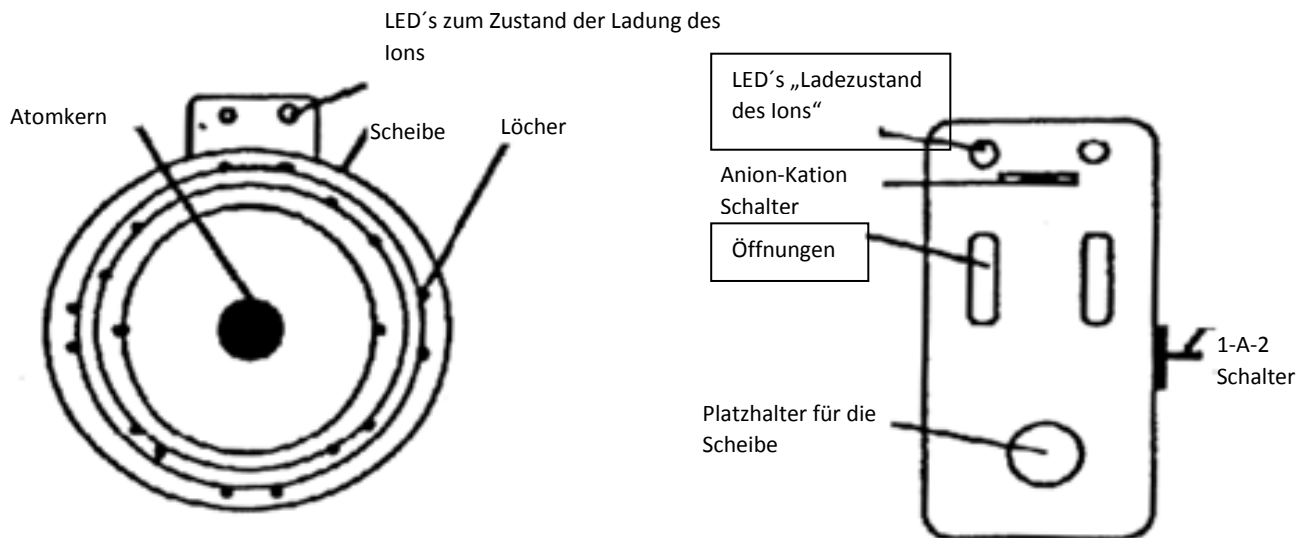 LED´s zum Zustand der Ladung des
Ions
Atomkern
Scheibe
Löcher
LED´s „Ladezustand
des Ions“
Anion-Kation
Schalter
Öffnungen
1-A-2
Schalter
Platzhalter für die
Scheibe